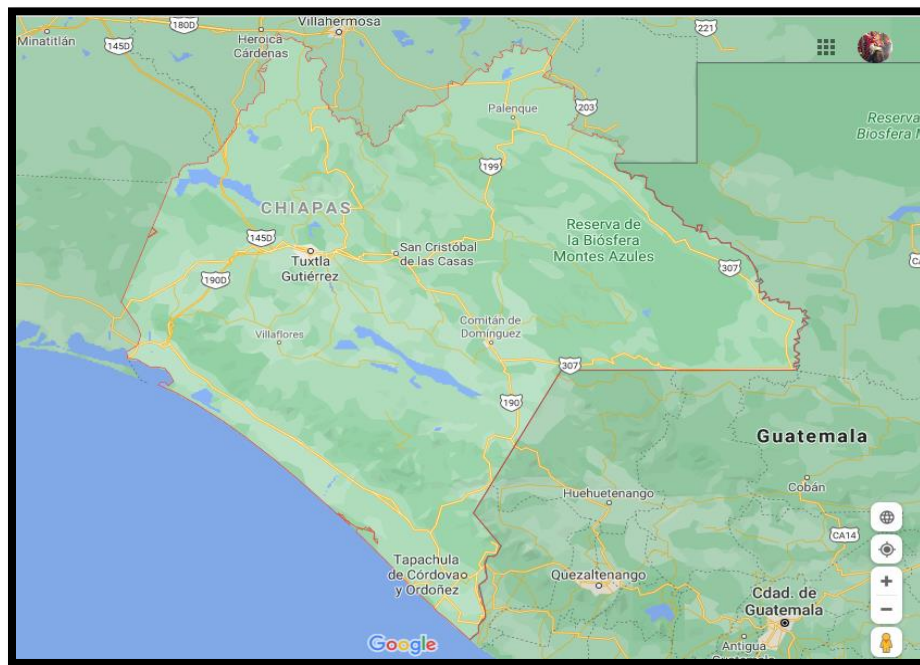 180D
Villahermosa
Minatitlán
145D
Heroica
Cárdenas
221
Palenque
203
Reserva
Biosfera
199
CHIAPAS
Reserva de
la Biósfera
Montes Azules
145D
San Cristóbal
de las Casas
Tuxtla
Gutiérrez
307
190D
Villaflores
Comitán de
Domínguez
307
190
Guatemala
Huehuetenango
Cobán
CA14
Tapachula
de Córdova
y Ordoñez
Quezaltenango
Cdad. de
Guatemala
Google
Antigua